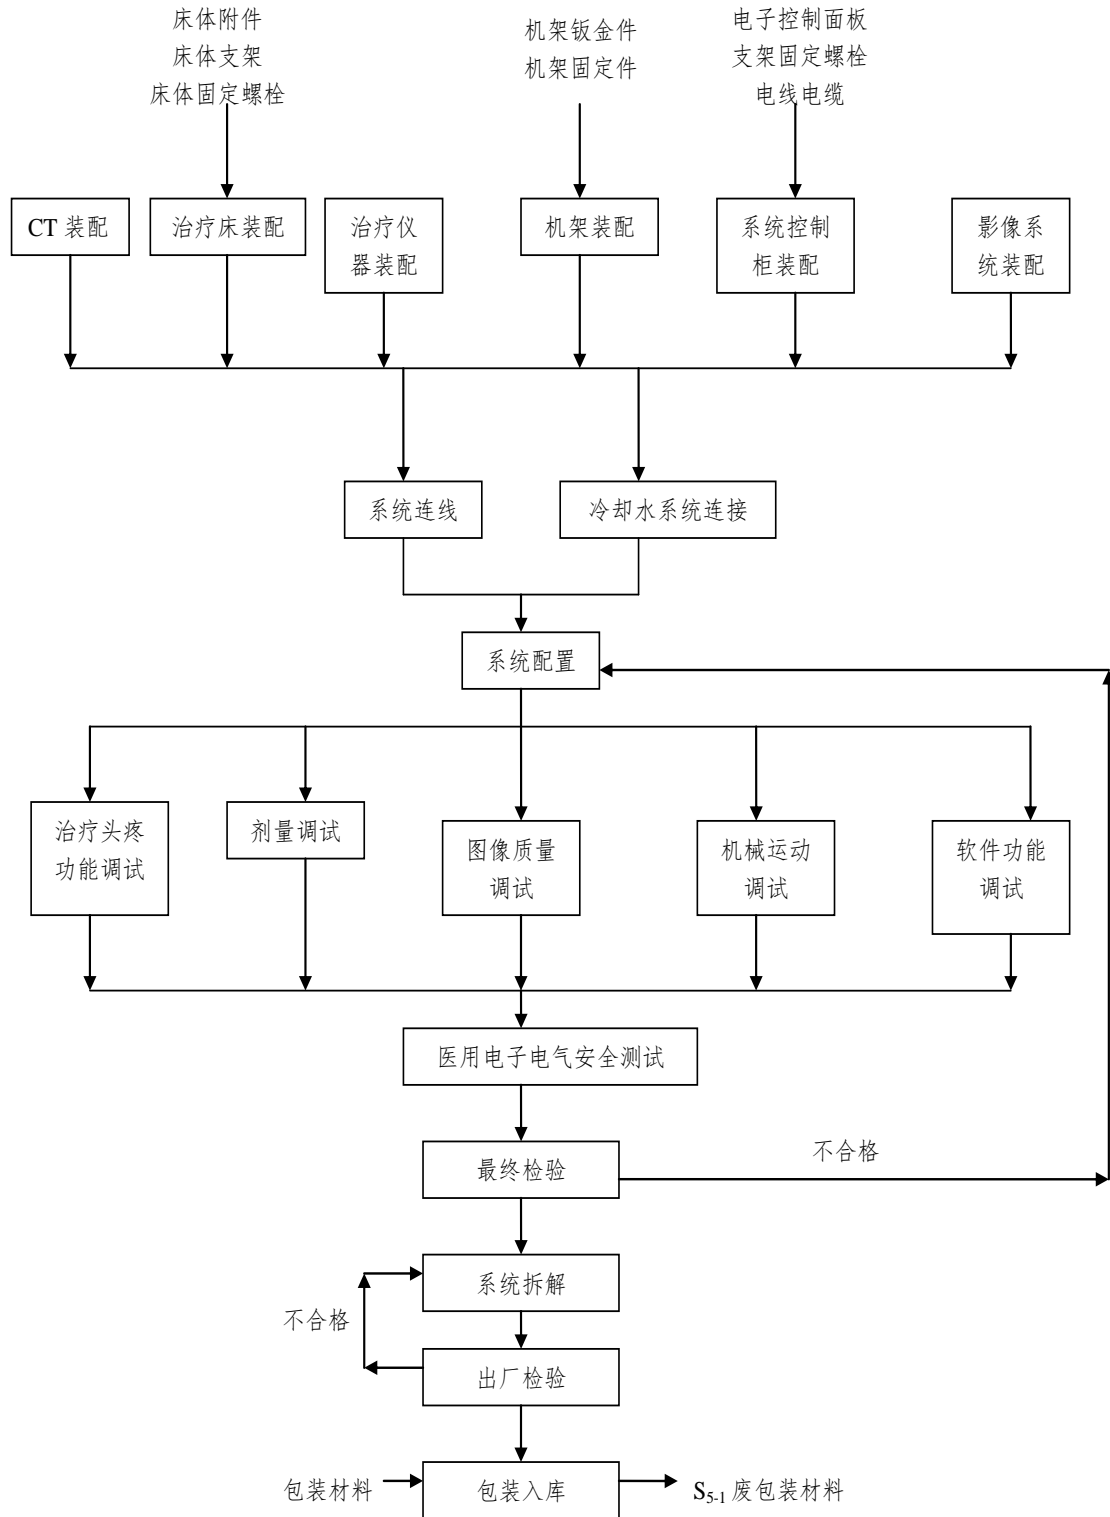 床体附件
床体支架
床体固定螺栓
机架钣金件
机架固定件
电子控制面板
支架固定螺栓
电线电缆
CT 装配
治疗床装配
治疗仪
器装配
机架装配
系统控制
柜装配
影像系
统装配
系统连线
冷却水系统连接
系统配置
治疗头疼
功能调试
剂量调试
图像质量
调试
机械运动
调试
软件功能
调试
医用电子电气安全测试
最终检验
不合格
系统拆解
不合格
出厂检验
包装材料
包装入库
S5-1 废包装材料